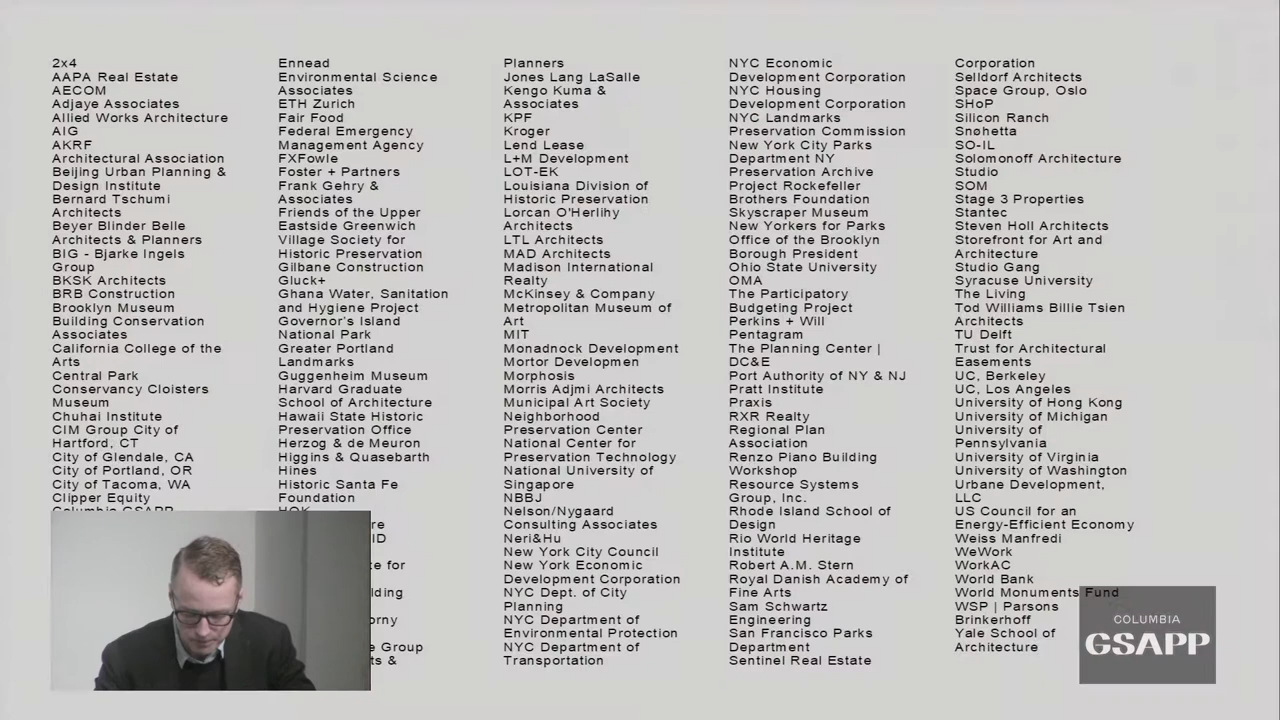 2x4
AAPA Real Estate
AECOM
Adjaye Associates
Allied Works Architecture
AIG
AKRF
Architectural Association
Beijing Urban Planning &
Design Institute
Bernard Tschumi
Architects
Beyer Blinder Belle
Architects & Planners
BIG - Bjarke Ingels
Group
BKSK Architects
BRB Construction
Brooklyn Museum
Building Conservation
Associates
California College of the
Arts
Central Park
Conservancy Cloisters
Museum
Chuhai Institute
CIM Group City of
Hartford, CT
City of Glendale, CA
City of Portland, OR
City of Tacoma, WA
Clipper Equity
Columbia GSAPP
Ennead
Environmental Science
Associates
ETH Zurich
Fair Food
Federal Emergency
Management Agency
FXFowle
Foster + Partners
Frank Gehry &
Associates
Friends of the Upper
Eastside Greenwich
Village Society for
Historic Preservation
Gilbane Construction
Gluck+
Ghana Water, Sanitation
and Hygiene Project
Governor's Island
National Park
Greater Portland
Landmarks
Guggenheim Museum
Harvard Graduate
School of Architecture
Hawaii State Historic
Preservation Office
Herzog & de Meuron
Higgins & Quasebarth
Hines
Historic Santa Fe
Foundation
HOK
re
ID
te for
lding
orny
e Group
ts &
Planners
Jones Lang LaSalle
Kengo Kuma &
Associates
KPF
Kroger
Lend Lease
L+M Development
LOT-EK
Louisiana Division of
Historic Preservation
Lorcan O'Herlihy
Architects
LTL Architects
MAD Architects
Madison International
Realty
McKinsey & Company
Metropolitan Museum of
Art
MIT
Monadnock Development
Mortor Developmen
Morphosis
Morris Adjmi Architects
Municipal Art Society
Neighborhood
Preservation Center
National Center for
Preservation Technology
National University of
Singapore
NBBJ
Nelson/Nygaard
Consulting Associates
Neri&Hu
New York City Council
New York Economic
Development Corporation
NYC Dept. of City
Planning
NYC Department of
Environmental Protection
NYC Department of
Transportation
NYC Economic
Development Corporation
NYC Housing
Development Corporation
NYC Landmarks
Preservation Commission
New York City Parks
Department NY
Preservation Archive
Project Rockefeller
Brothers Foundation
Skyscraper Museum
New Yorkers for Parks
Office of the Brooklyn
Borough President
Ohio State University
OMA
The Participatory
Budgeting Project
Perkins + Will
Pentagram
The Planning Center |
DC&E
Port Authority of NY & NJ
Pratt Institute
Praxis
RXR Realty
Regional Plan
Association
Renzo Piano Building
Workshop
Resource Systems
Group, Inc.
Rhode Island School of
Design
Rio World Heritage
Institute
Robert A.M. Stern
Royal Danish Academy of
Fine Arts
Sam Schwartz
Engineering
San Francisco Parks
Department
Sentinel Real Estate
Corporation
Selldorf Architects
Space Group, Oslo
SHoP
Silicon Ranch
Snøhetta
SO-IL
Solomonoff Architecture
Studio
SOM
Stage 3 Properties
Stantec
Steven Holl Architects
Storefront for Art and
Architecture
Studio Gang
Syracuse University
The Living
Tod Williams Billie Tsien
Architects
TU Delft
Trust for Architectural
Easements
UC, Berkeley
UC, Los Angeles
University of Hong Kong
University of Michigan
University of
Pennsylvania
University of Virginia
University of Washington
Urbane Development,
LLC
US Council for an
Energy-Efficient Economy
Weiss Manfredi
WeWork
WorkAC
World Bank
World Monuments Fund
WSP | Parsons
Brinkerhoff
Yale School of
Architecture
COLUMBIA
GSAPP